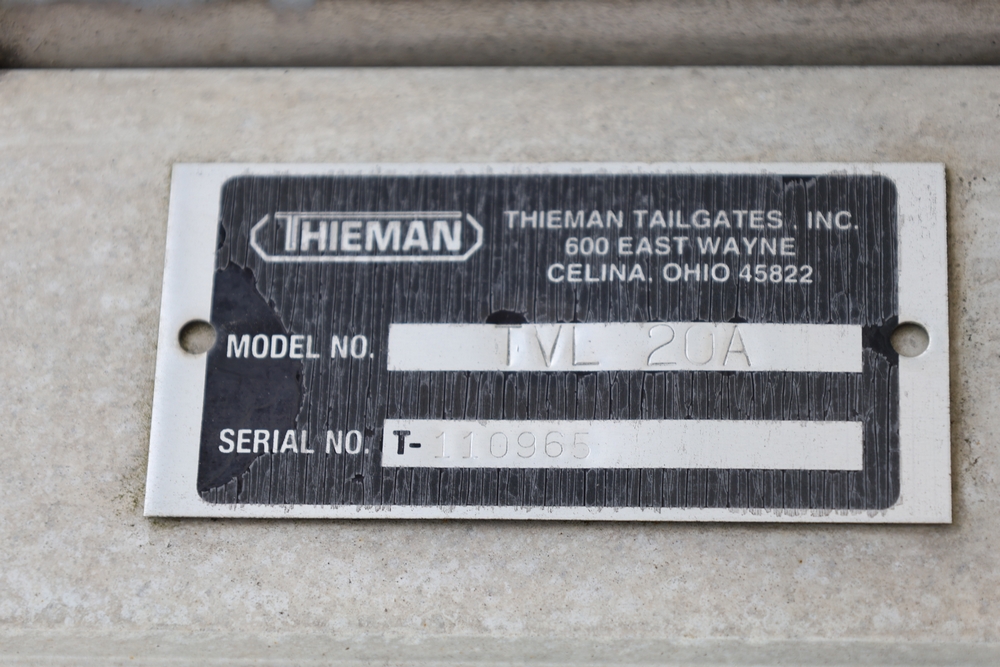 THIEMAN
THIEMAN TAILGATES, INC.
600 EAST WAYNE
CELINA, OHIO 45822
MODEL NO. TVL 20A
SERIAL NO. T-110965